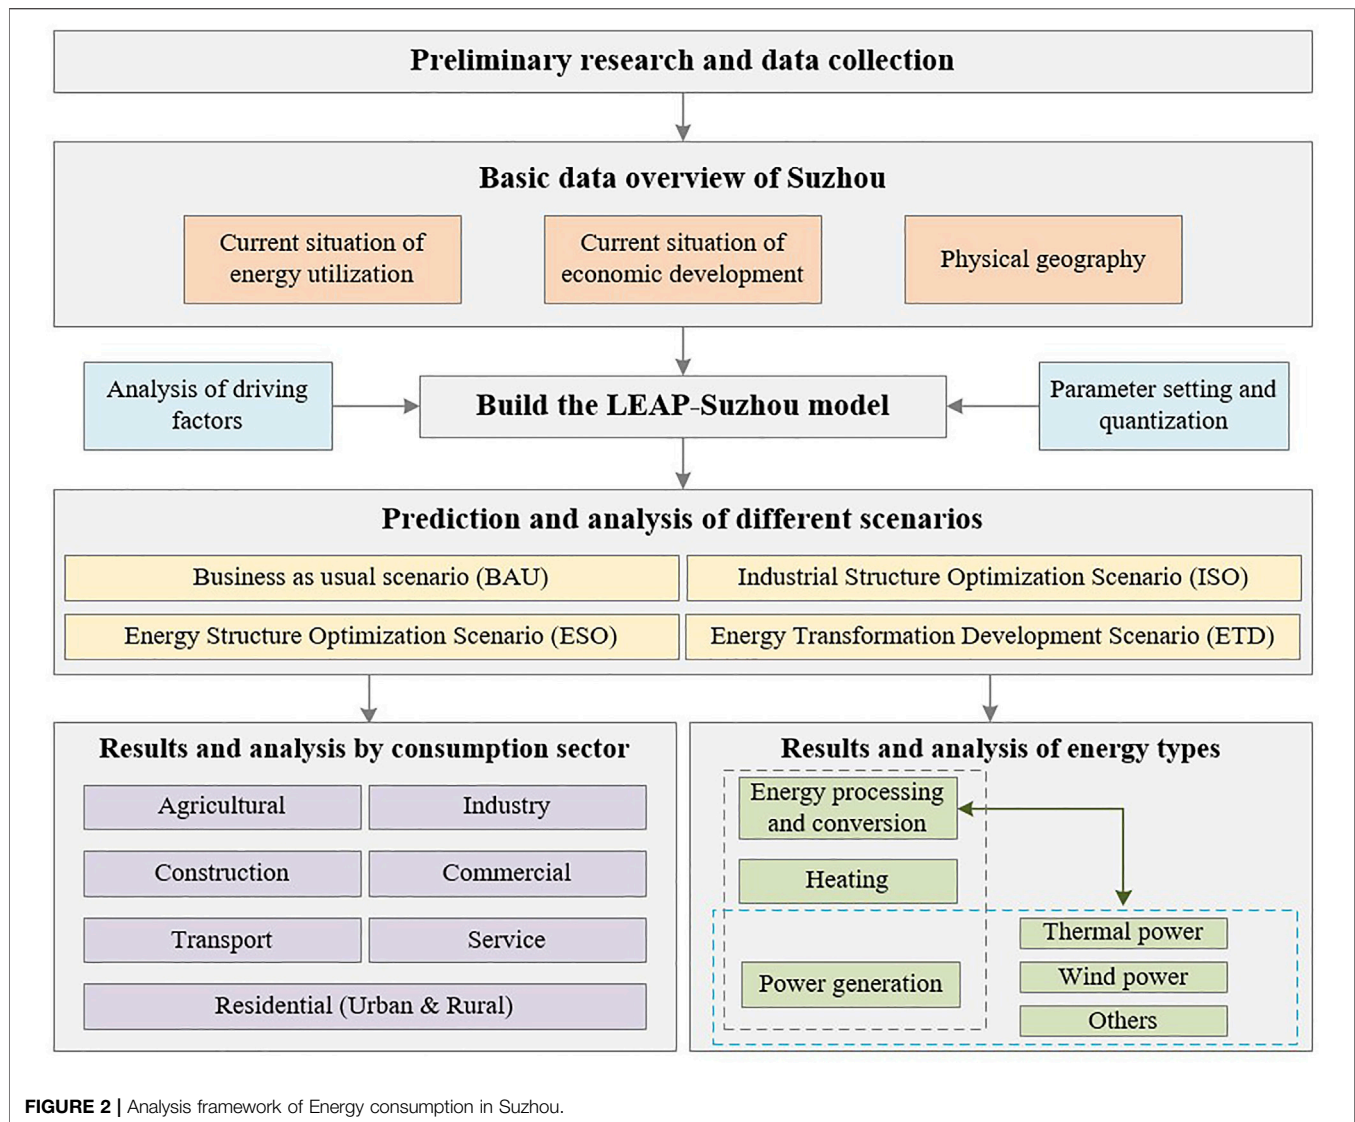 Preliminary research and data collection
Basic data overview of Suzhou
Current situation of
energy utilization
Current situation of
economic development
Physical geography
Analysis of driving
factors
Build the LEAP-Suzhou model
Parameter setting and
quantization
Prediction and analysis of different scenarios
Business as usual scenario (BAU)
Industrial Structure Optimization Scenario (ISO)
Energy Structure Optimization Scenario (ESO)
Energy Transformation Development Scenario (ETD)
Results and analysis by consumption sector
Agricultural
Industry
Construction
Commercial
Transport
Service
Residential (Urban & Rural)
Results and analysis of energy types
Energy processing
and conversion
Heating
Power generation
Thermal power
Wind power
Others
FIGURE 2 | Analysis framework of Energy consumption in Suzhou.